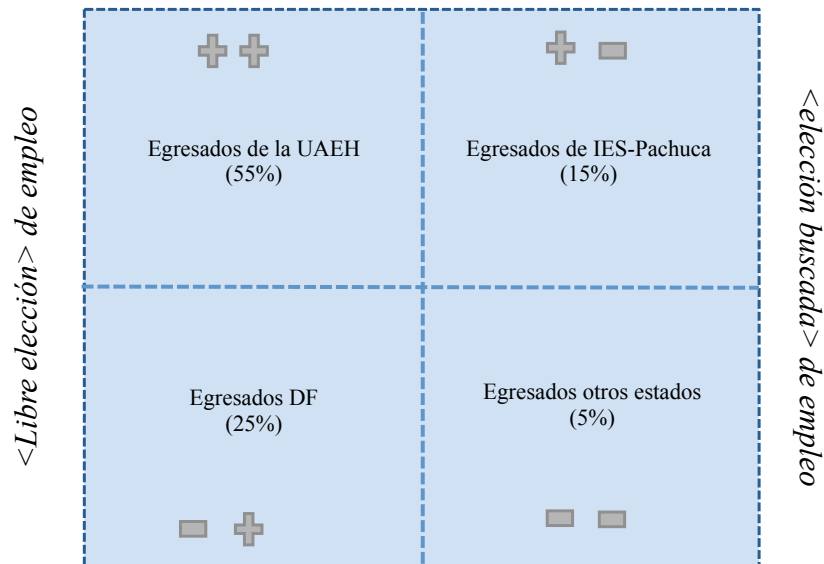 <Libre elección> de empleo
Egresados de la UAEH
(55%)
Egresados de IES-Pachuca
(15%)
Egresados DF
(25%)
Egresados otros estados
(5%)
<elección buscada> de empleo